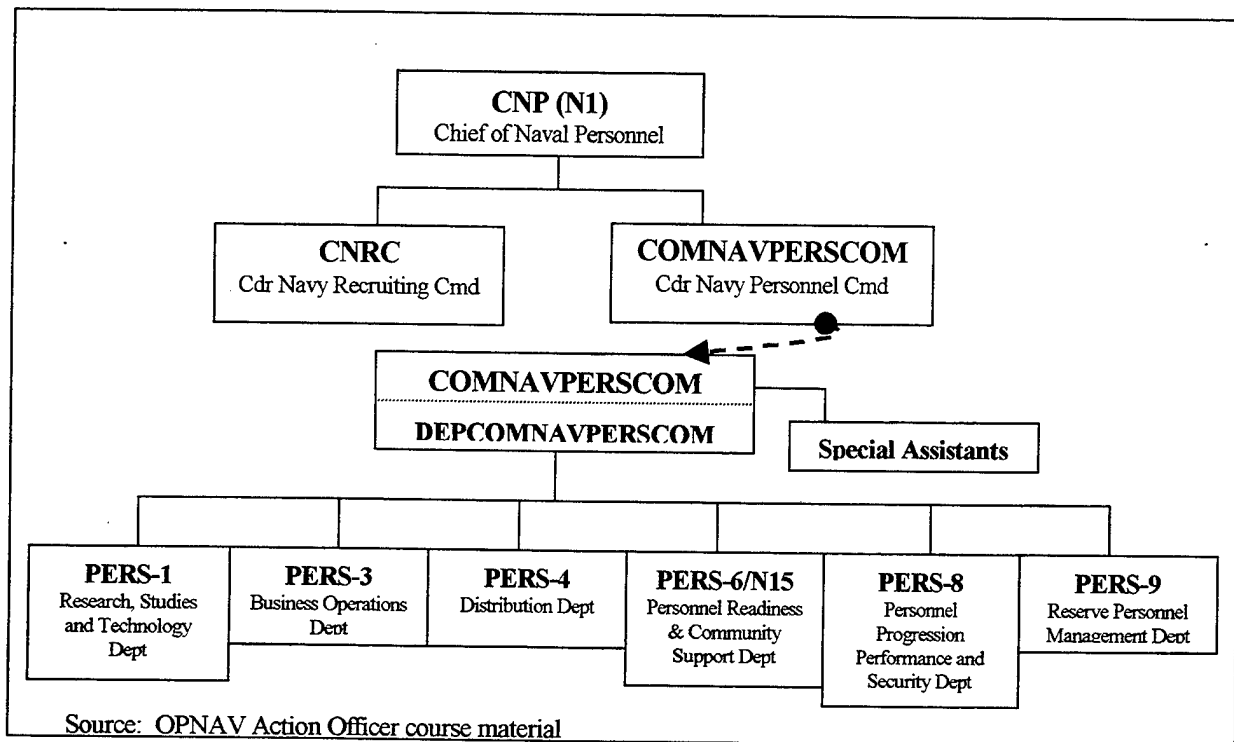 CNP (N1)
Chief of Naval Personnel
CNRC
Cdr Navy Recruiting Cmd
COMNAVPERSCOM
Cdr Navy Personnel Cmd
COMNAVPERSCOM
DEPCOMNAVPERSCOM
Special Assistants
PERS-1
Research, Studies
and Technology
Dept
PERS-3
Business Operations
Dept
PERS-4
Distribution Dept
PERS-6/N15
Personnel Readiness
& Community
Support Dept
PERS-8
Personnel
Progression
Performance and
Security Dept
PERS-9
Reserve Personnel
Management Dept
Source: OPNAV Action Officer course material